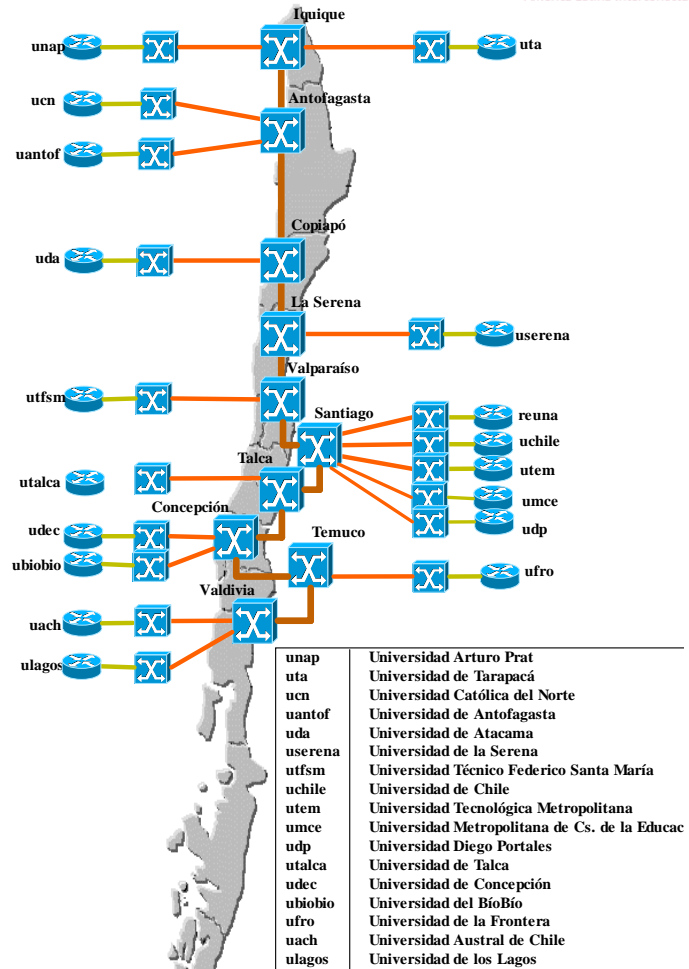 Iquique
unap
uta
ucn
Antofagasta
uantof
Copiapó
uda
La Serena
userena
Valparaíso
utfsm
Santiago
reuna
uchile
Talca
utem
utalca
umce
Concepción
udec
Temuco
udp
ubiobio
ufro
Valdivia
uach
ulagos
unap Universidad Arturo Prat
uta Universidad de Tarapacá
ucn Universidad Católica del Norte
uantof Universidad de Antofagasta
uda Universidad de Atacama
userena Universidad de la Serena
utfsm Universidad Técnico Federico Santa María
uchile Universidad de Chile
utem Universidad Tecnológica Metropolitana
umce Universidad Metropolitana de Cs. de la Educac
udp Universidad Diego Portales
utalca Universidad de Talca
udec Universidad de Concepción
ubiobio Universidad del BíoBío
ufro Universidad de la Frontera
uach Universidad Austral de Chile
ulagos Universidad de los Lagos